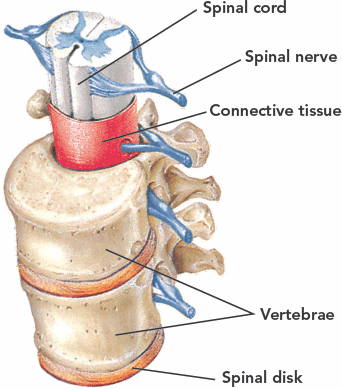 Spinal cord
Spinal nerve
Connective tissue
Vertebrae
Spinal disk